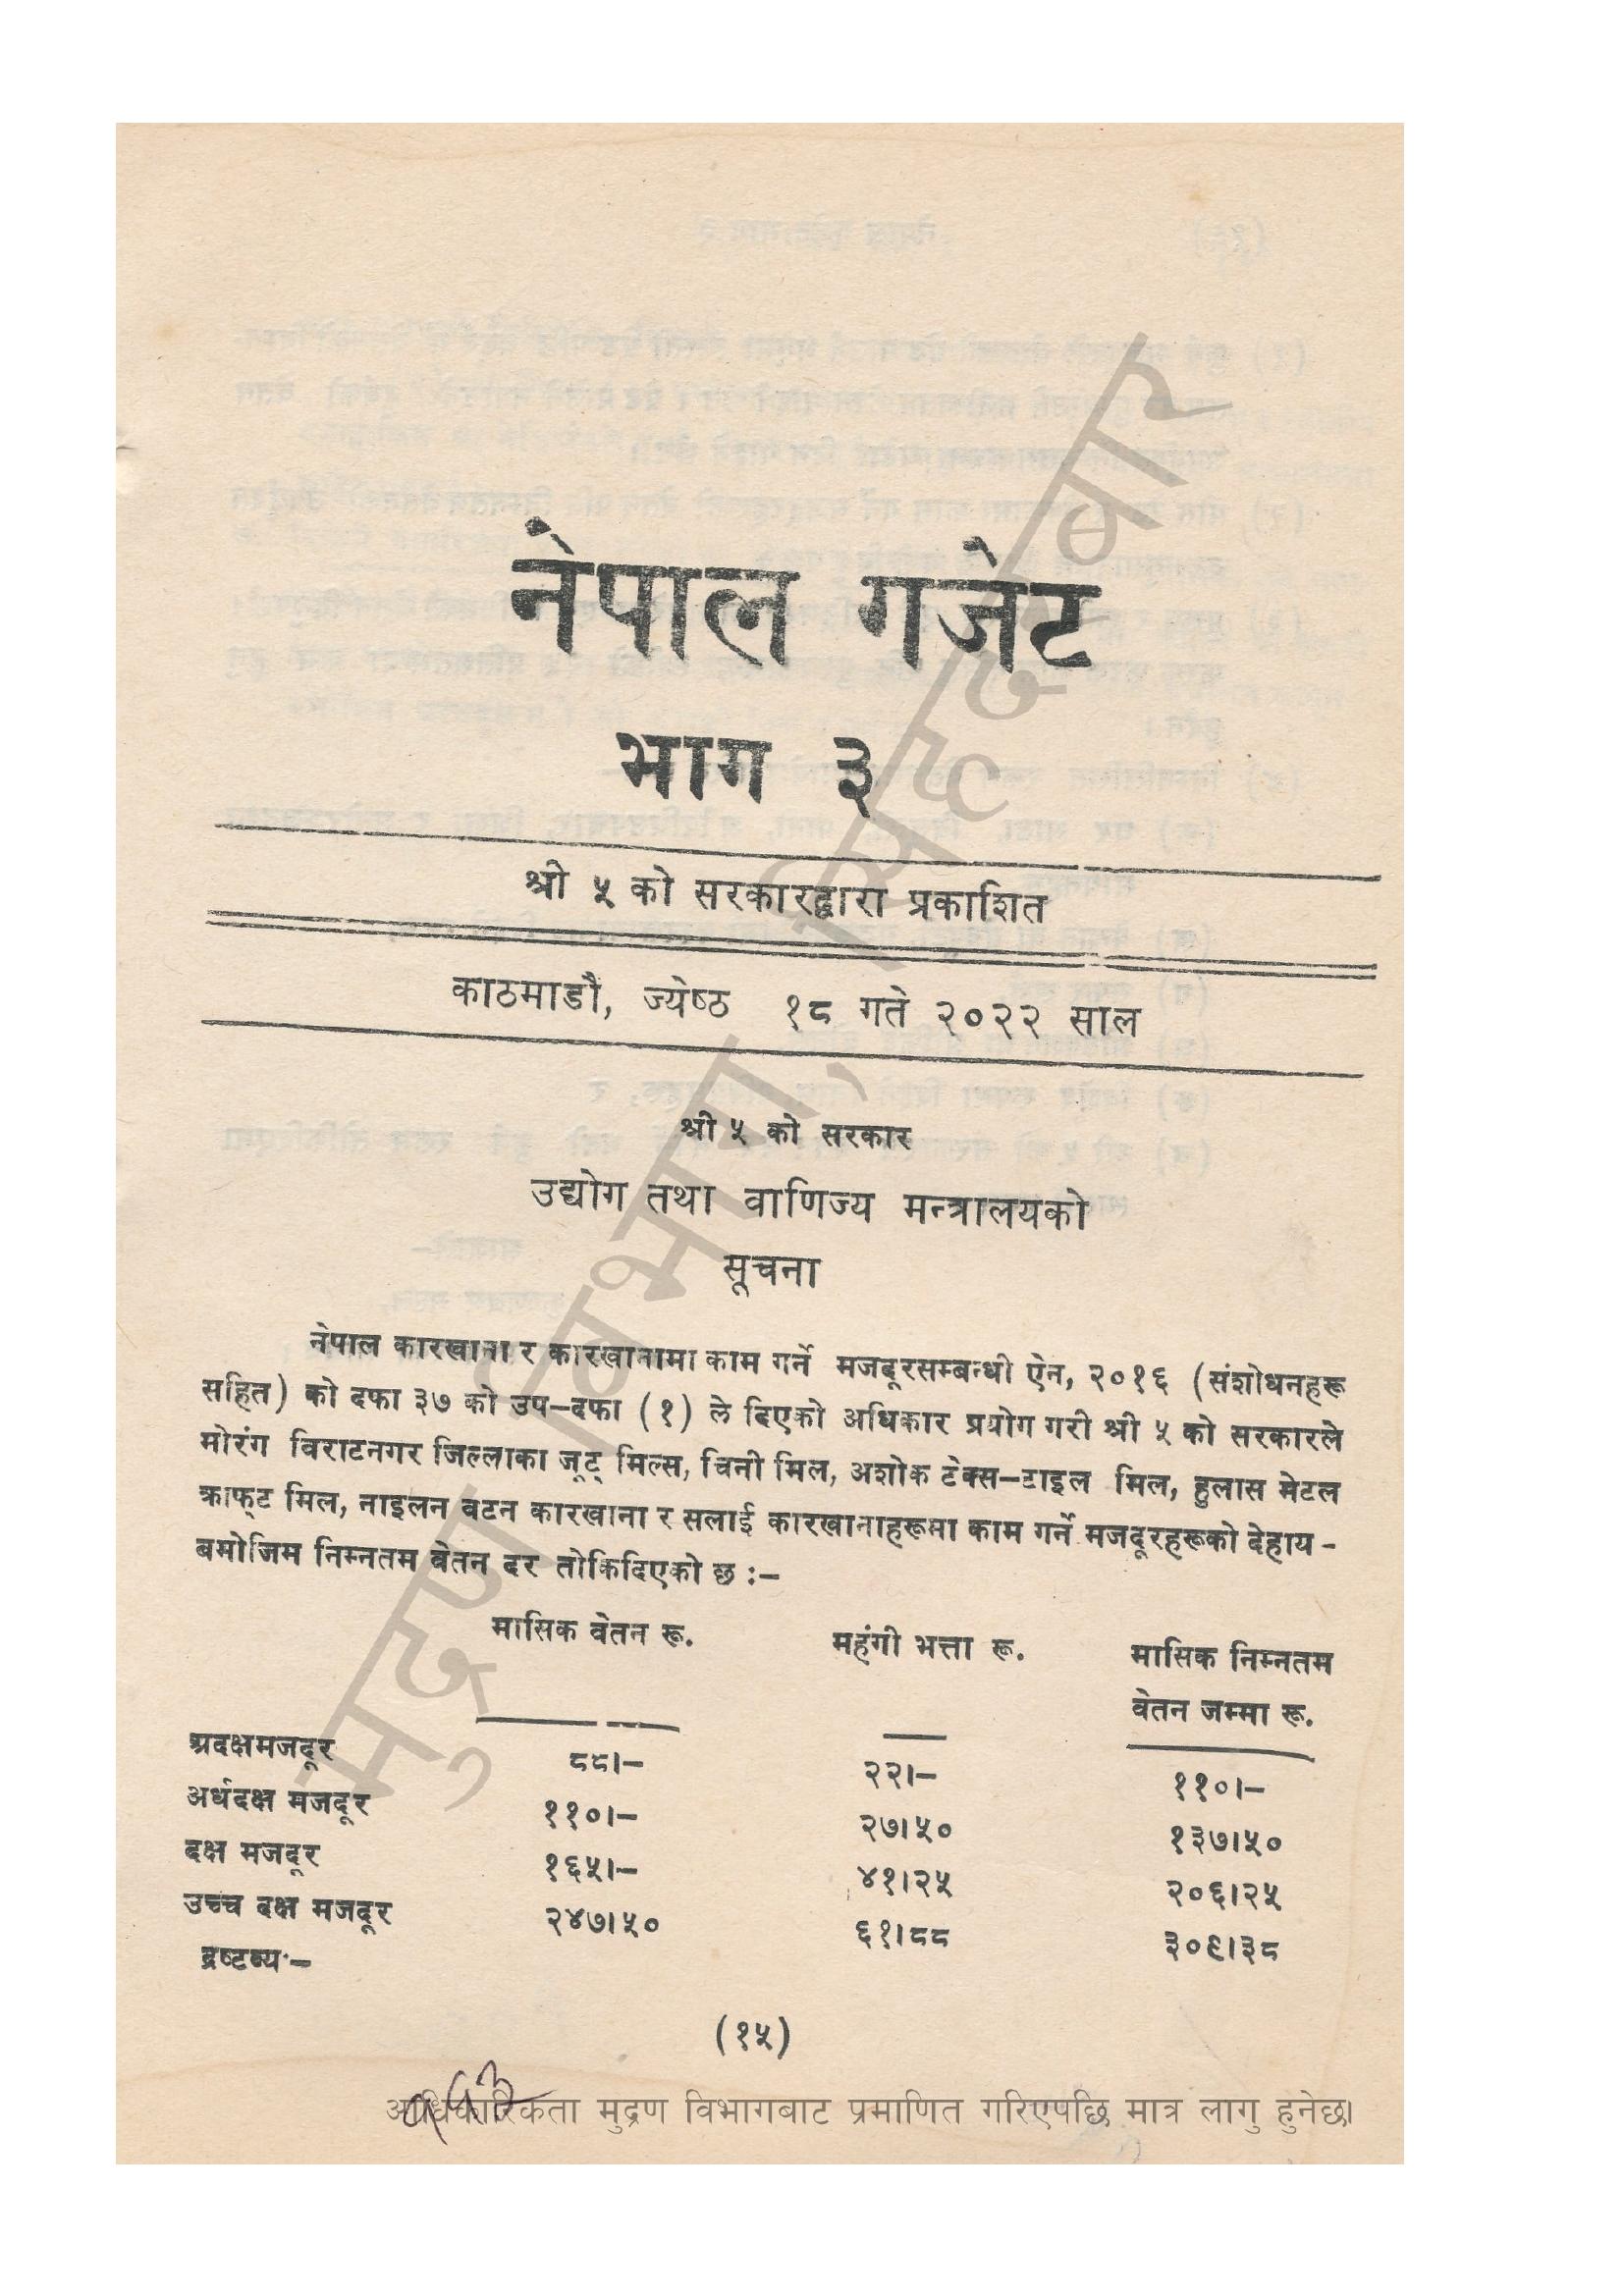 नेपाल गजेट
भाग ३
श्री ५ को सरकारद्वारा प्रकाशित
काठमाडौं, ज्येष्ठ १८ गते २०२२ साल
श्री ५ को सरकार
उद्योग तथा वाणिज्य मन्त्रालयको
सूचना
नेपाल कारखाना र कारखानामा काम गर्ने मजदूरसम्बन्धी ऐन, २०१६ (संशोधनहरू
सहित) को दफा ३७ को उप–दफा (१) ले दिएको अधिकार प्रयोग गरी श्री ५ को सरकारले
मोरंग विराटनगर जिल्लाका जूट् मिल्स, चिनी मिल, अशोक टेक्स–टाइल मिल, हुलास मेटल
क्राफ्ट मिल, नाइलन बटन कारखाना र सलाई कारखानाहरूमा काम गर्ने मजदूरहरूको देहाय -
बमोजिम निम्नतम वेतन दर तोकिदिएको छ :–
मासिक वेतन रू. महंगी भत्ता रू. मासिक निम्नतम
वेतन जम्मा रू.
अदक्षमजदूर ८८।– २२।– ११०।–
अर्धदक्ष मजदूर ११०।– २७।५० १३७।५०
दक्ष मजदूर १६५।– ४१।२५ २०६।२५
उच्च दक्ष मजदूर २४७।५० ६१।८८ ३०९।३८
द्रष्टव्य:–
(१५)
आधिकारिकता मुद्रण विभागबाट प्रमाणित गरिएपछि मात्र लागु हुनेछ।
मुद्रण विभाग, सिंहदरबार